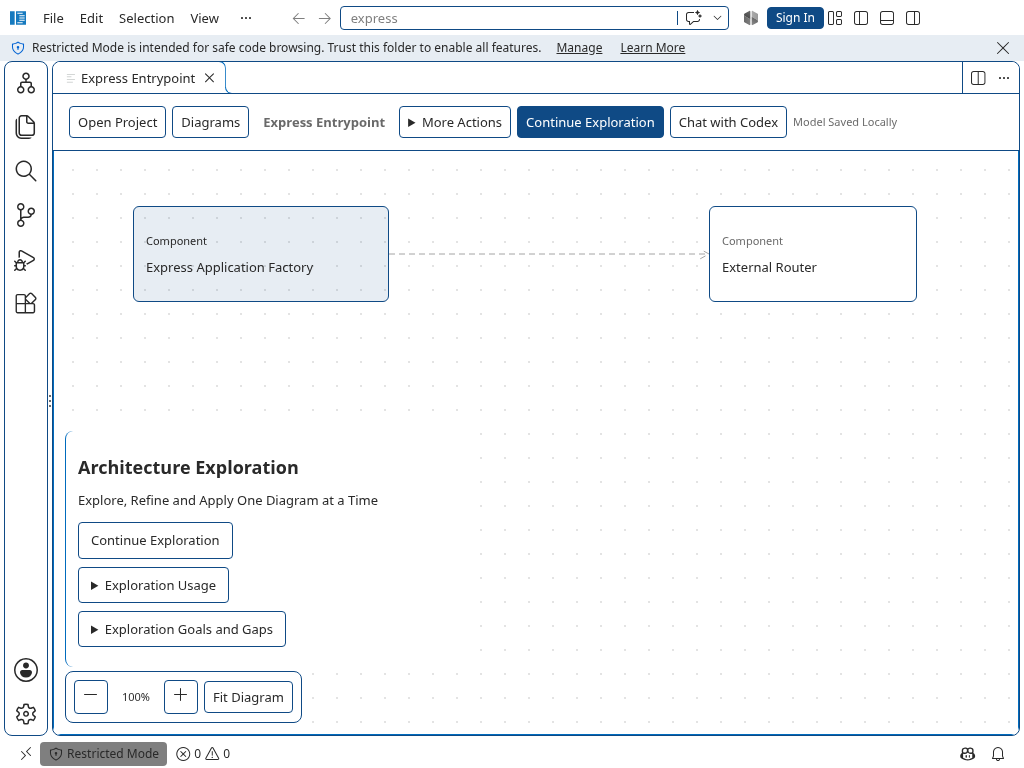 File Edit Selection View ···
express
Sign In
Restricted Mode is intended for safe code browsing. Trust this folder to enable all features. Manage Learn More
Express Entrypoint
Open Project Diagrams Express Entrypoint More Actions Continue Exploration Chat with Codex Model Saved Locally
Component
Express Application Factory
Component
External Router
Architecture Exploration
Explore, Refine and Apply One Diagram at a Time
Continue Exploration
Exploration Usage
Exploration Goals and Gaps
100% Fit Diagram
Restricted Mode 0 0